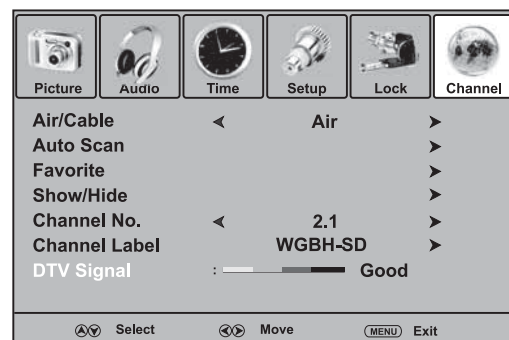 Picture Audio Time Setup Lock Channel
Air/Cable Air
Auto Scan
Favorite
Show/Hide
Channel No. 2.1
Channel Label WGBH-SD
DTV Signal : Good
Select Move MENU Exit